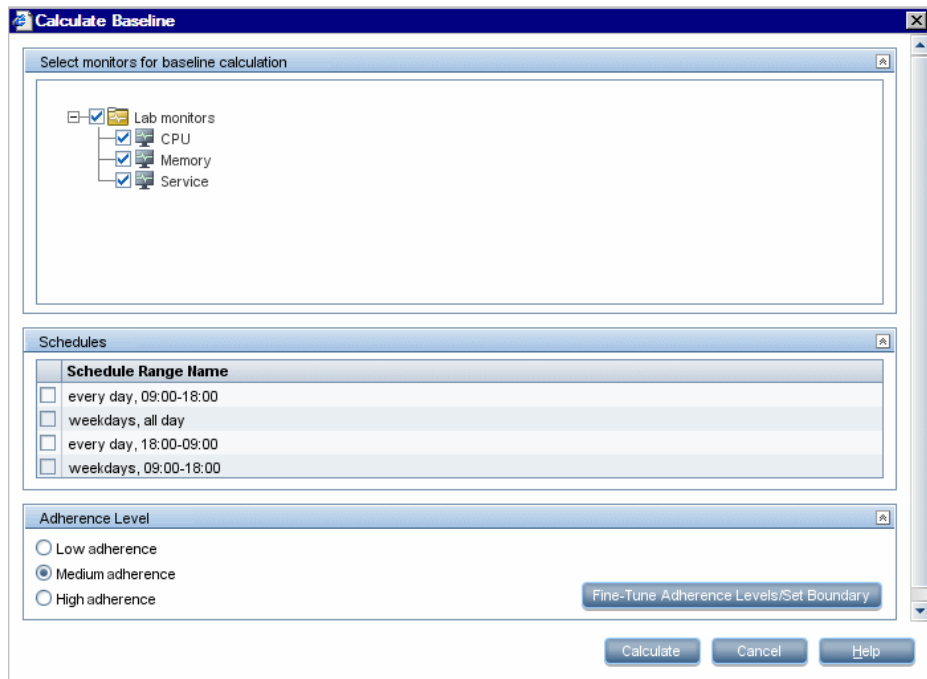 Calculate Baseline
Select monitors for baseline calculation
Lab monitors
CPU
Memory
Service
Schedules
Schedule Range Name
every day, 09:00-18:00
weekdays, all day
every day, 18:00-09:00
weekdays, 09:00-18:00
Adherence Level
Low adherence
Medium adherence
High adherence
Fine-Tune Adherence Levels/Set Boundary
Calculate Cancel Help